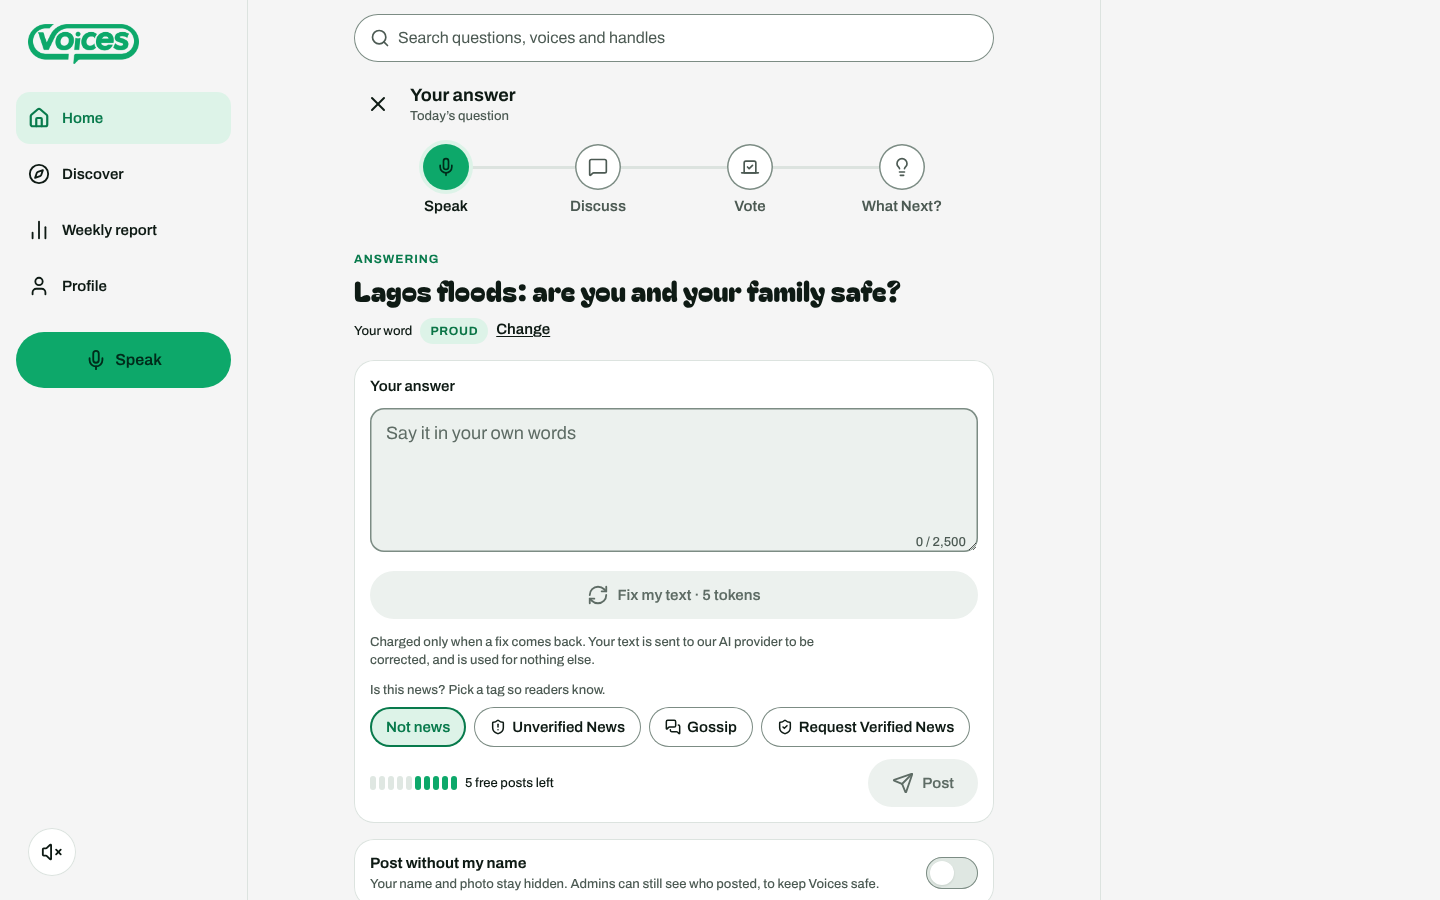 Voices
Search questions, voices and handles
Home
Discover
Weekly report
Profile
Speak
Your answer
Today's question
Speak
Discuss
Vote
What Next?
ANSWERING
Lagos floods: are you and your family safe?
Your word PROUD Change
Your answer
Say it in your own words
0 / 2,500
Fix my text · 5 tokens
Charged only when a fix comes back. Your text is sent to our AI provider to be
corrected, and is used for nothing else.
Is this news? Pick a tag so readers know.
Not news
Unverified News
Gossip
Request Verified News
5 free posts left
Post
Post without my name
Your name and photo stay hidden. Admins can still see who posted, to keep Voices safe.